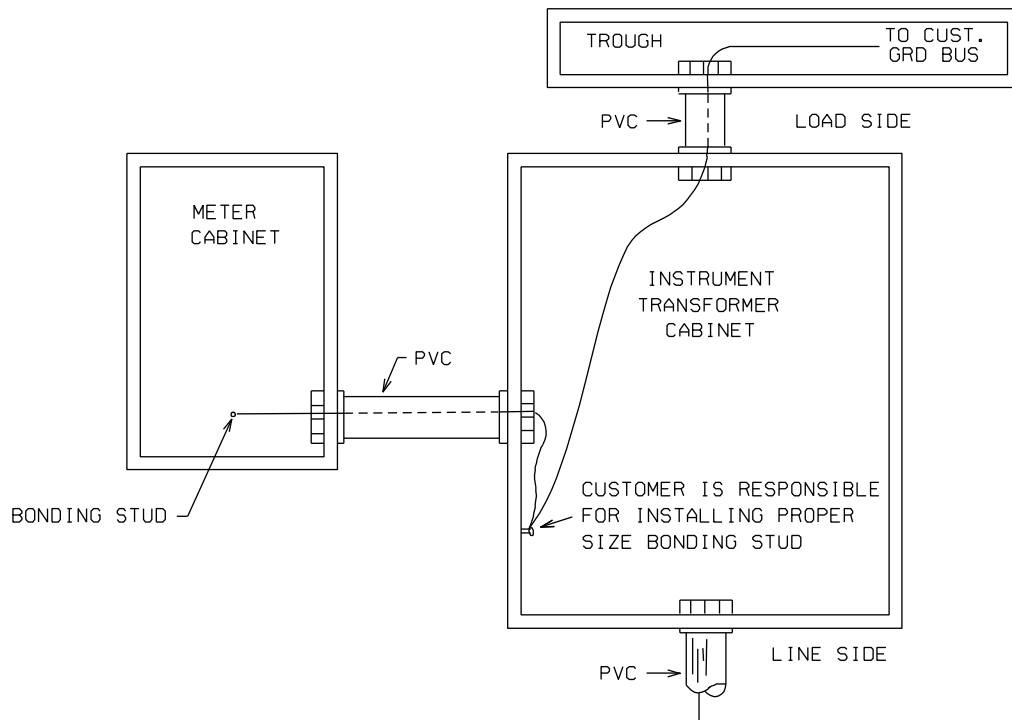 TROUGH
TO CUST.
GRD BUS
PVC
LOAD SIDE
METER
CABINET
INSTRUMENT
TRANSFORMER
CABINET
PVC
BONDING STUD
CUSTOMER IS RESPONSIBLE
FOR INSTALLING PROPER
SIZE BONDING STUD
LINE SIDE
PVC